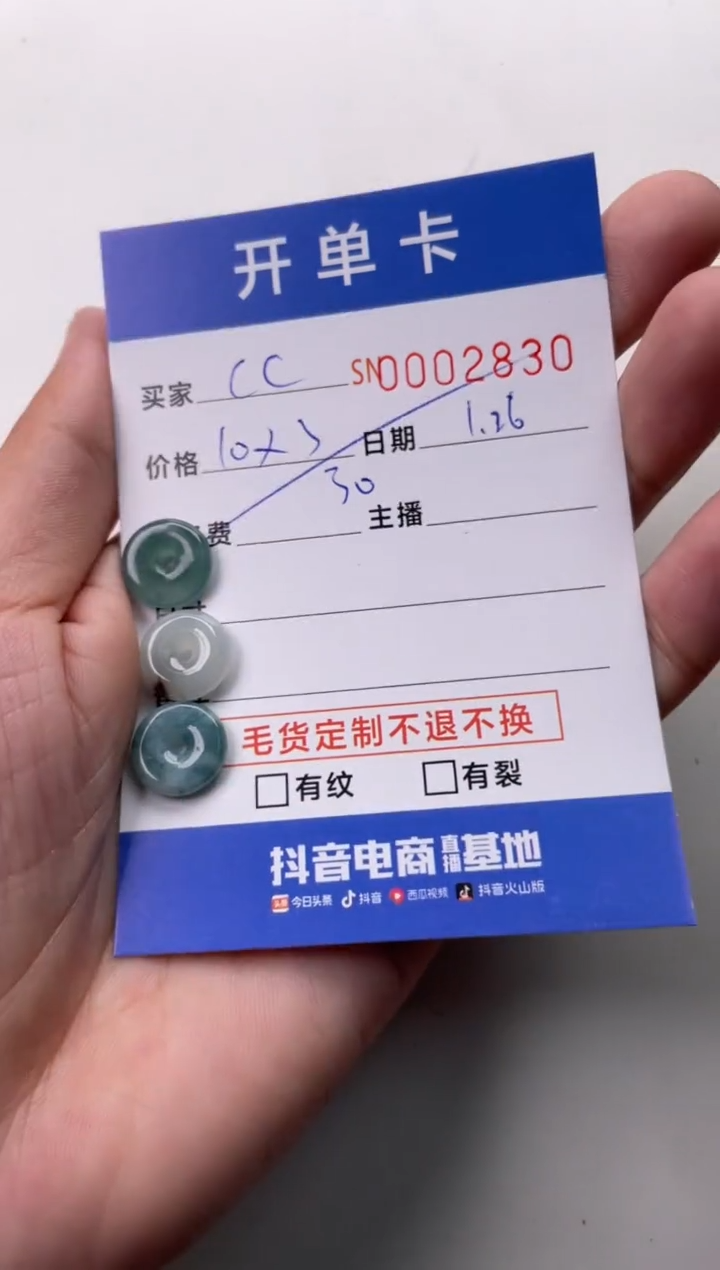 开单卡
买家 CC SN0002830
价格 10×3 日期 1.26
30
费 主播
毛货定制不退不换
有纹 有裂
抖音电商直播基地
头条 今日头条 抖音 西瓜视频 抖音火山版